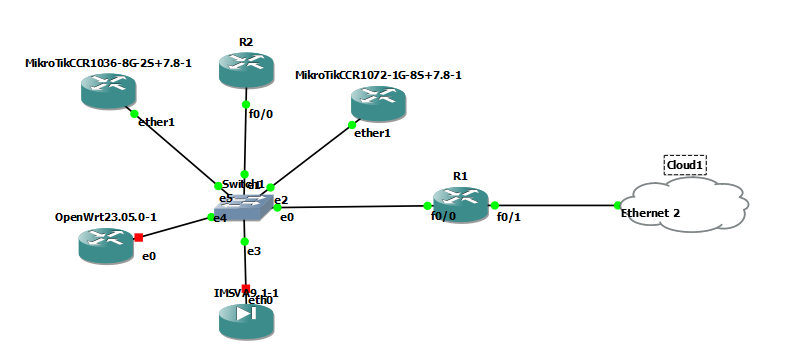 R2
MikroTikCCR1036-8G-2S+7.8-1
MikroTikCCR1072-1G-8S+7.8-1
ether1
f0/0
ether1
Cloud1
R1
Switch1
e1
e5
e2
e4
e0
f0/0
f0/1
Ethernet 2
OpenWrt23.05.0-1
e0
e3
IMSVA9.1-1
eth0